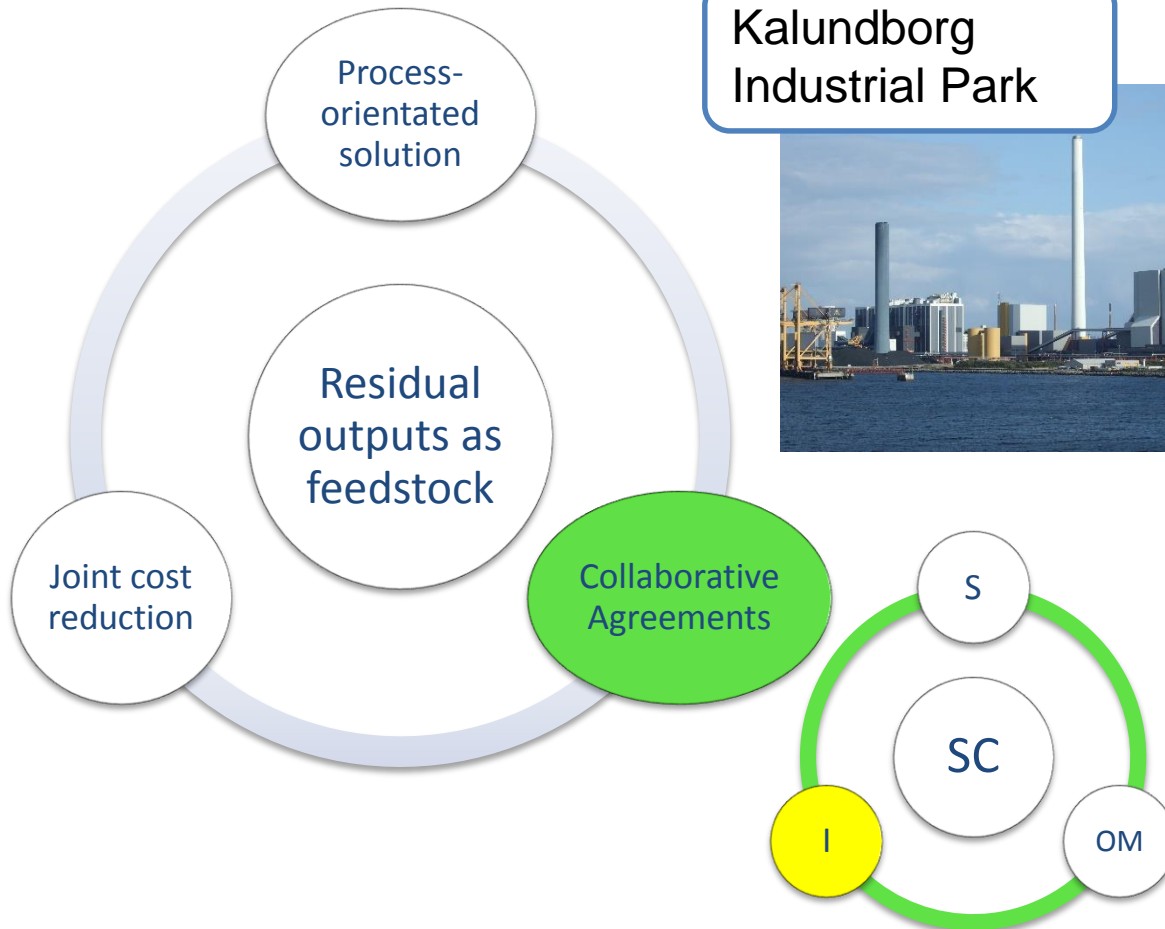 Kalundborg
Industrial Park
Process-
orientated
solution
Residual
outputs as
feedstock
Joint cost
reduction
Collaborative
Agreements
S
SC
I
OM